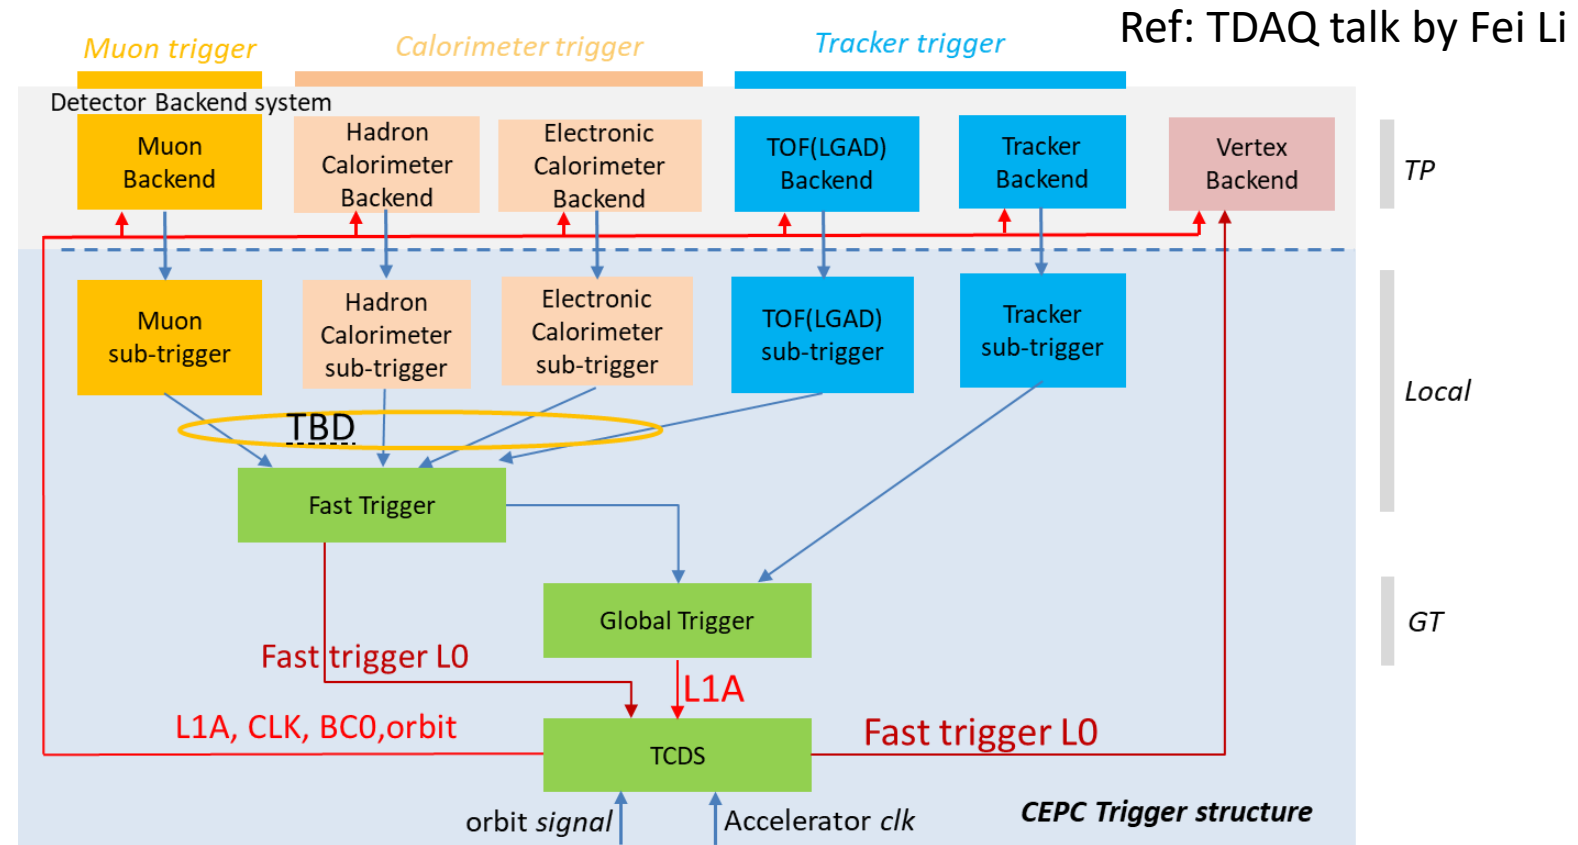 Ref: TDAQ talk by Fei Li
Muon trigger
Calorimeter trigger
Tracker trigger
Detector Backend system
Muon
Backend
Hadron
Calorimeter
Backend
Electronic
Calorimeter
Backend
TOF(LGAD)
Backend
Tracker
Backend
Vertex
Backend
TP
Muon
sub-trigger
Hadron
Calorimeter
sub-trigger
Electronic
Calorimeter
sub-trigger
TOF(LGAD)
sub-trigger
Tracker
sub-trigger
Local
TBD
Fast Trigger
Global Trigger
GT
Fast trigger L0
L1A
L1A, CLK, BC0,orbit
TCDS
Fast trigger L0
orbit signal
Accelerator clk
CEPC Trigger structure